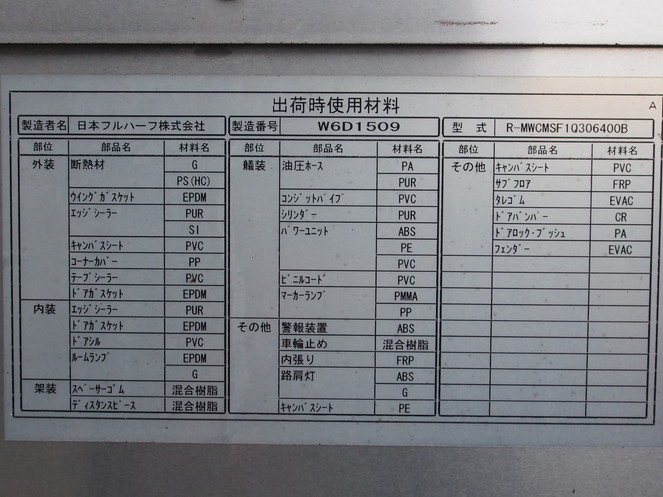 出荷時使用材料
A
製造者名 日本フルハーフ株式会社 製造番号 W6D1509 型式 R-MWCMSF1Q306400B
部位 部品名 材料名 部位 部品名 材料名 部位 部品名 材料名
外装 断熱材 G 艤装 油圧ホース PA その他 キャンバスシート PVC
PS(HC) PUR サブフロア FRP
ウイングガスケット EPDM コンジットパイプ PVC タレゴム EVAC
エッジシーラー PUR シリンダー PUR ドアバンパー CR
SI パワーユニット ABS ドアロック・ブッシュ PA
キャンバスシート PVC PE フェンダー EVAC
コーナーカバー PP PVC
テープシーラー PVC ビニルコード PVC
ドアガスケット EPDM マーカーランプ PMMA
内装 エッジシーラー PUR PP
ドアガスケット EPDM その他 警報装置 ABS
ドアシル PVC 車輪止め 混合樹脂
ルームランプ EPDM 内張り FRP
G 路肩灯 ABS
架装 スペーサーゴム 混合樹脂 G
ディスタンスピース 混合樹脂 キャンバスシート PE